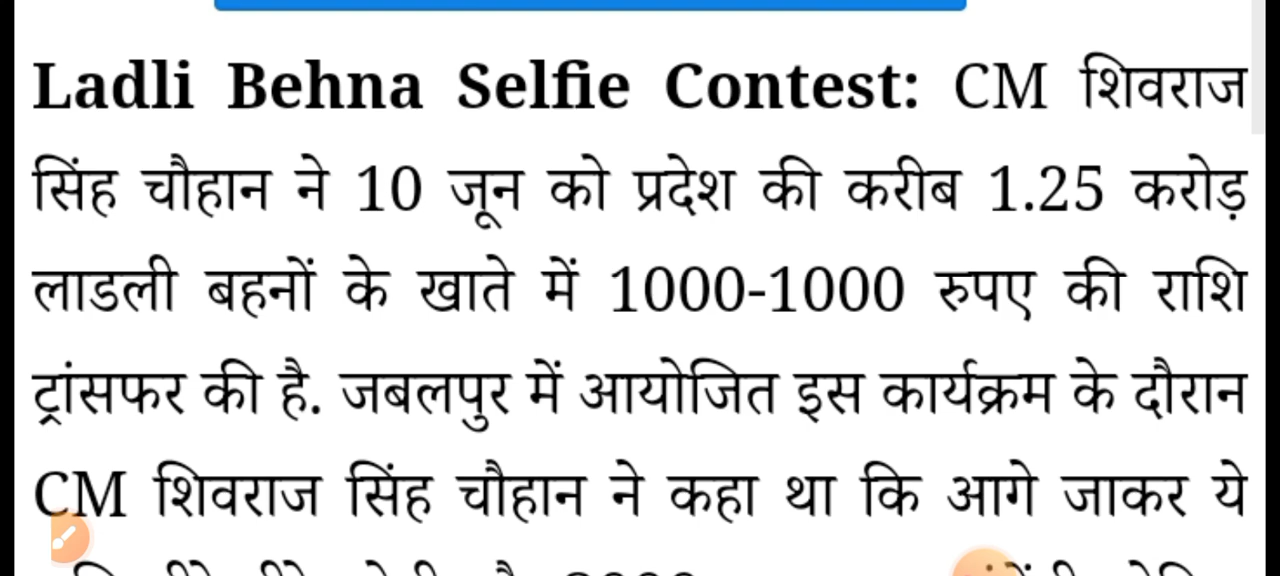 Ladli Behna Selfie Contest: CM शिवराज
सिंह चौहान ने 10 जून को प्रदेश की करीब 1.25 करोड़
लाडली बहनों के खाते में 1000-1000 रुपए की राशि
ट्रांसफर की है. जबलपुर में आयोजित इस कार्यक्रम के दौरान
CM शिवराज सिंह चौहान ने कहा था कि आगे जाकर ये